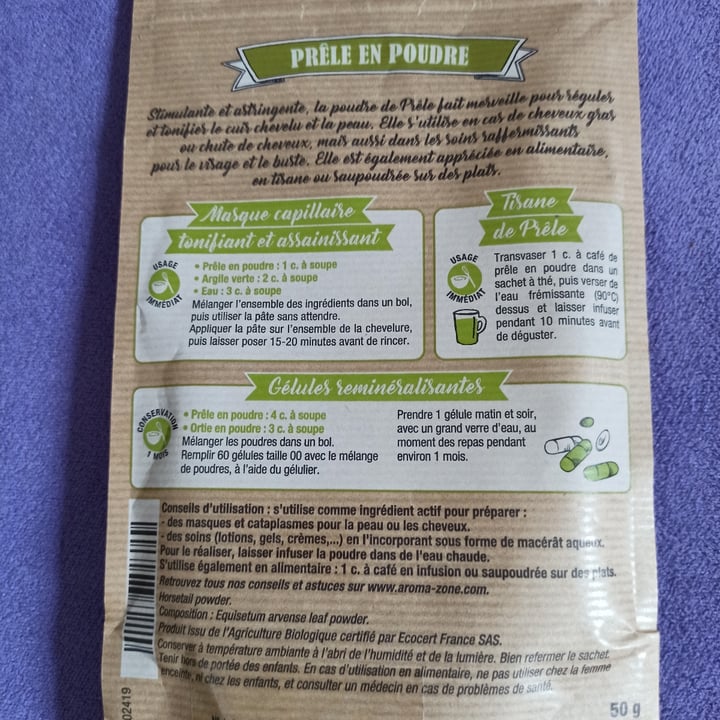 PRÊLE EN POUDRE
Stimulante et astringente, la poudre de Prêle fait merveille pour réguler
et tonifier le cuir chevelu et la peau. Elle s'utilise en cas de cheveux gras
ou chute de cheveux, mais aussi dans les soins raffermissants
pour le visage et le buste. Elle est également appréciée en alimentaire,
en tisane ou saupoudrée sur des plats.
Masque capillaire
tonifiant et assainissant
USAGE
IMMÉDIAT
• Prêle en poudre : 1 c. à soupe
• Argile verte : 2 c. à soupe
• Eau : 3 c. à soupe
Mélanger l'ensemble des ingrédients dans un bol,
puis utiliser la pâte sans attendre.
Appliquer la pâte sur l'ensemble de la chevelure,
puis laisser poser 15-20 minutes avant de rincer.
Tisane
de Prêle
USAGE
IMMÉDIAT
Transvaser 1 c. à café de
prêle en poudre dans un
sachet à thé, puis verser de
l'eau frémissante (90°C)
dessus et laisser infuser
pendant 10 minutes avant
de déguster.
Gélules reminéralisantes
CONSERVATION
1 MOIS
• Prêle en poudre : 4 c. à soupe
• Ortie en poudre : 3 c. à soupe
Mélanger les poudres dans un bol.
Remplir 60 gélules taille 00 avec le mélange
de poudres, à l'aide du gélulier.
Prendre 1 gélule matin et soir,
avec un grand verre d'eau, au
moment des repas pendant
environ 1 mois.
Conseils d'utilisation : s'utilise comme ingrédient actif pour préparer :
- des masques et cataplasmes pour la peau ou les cheveux.
- des soins (lotions, gels, crèmes,...) en l'incorporant sous forme de macérât aqueux.
Pour le réaliser, laisser infuser la poudre dans de l'eau chaude.
S'utilise également en alimentaire : 1 c. à café en infusion ou saupoudrée sur des plats.
Retrouvez tous nos conseils et astuces sur www.aroma-zone.com.
Horsetail powder.
Composition : Equisetum arvense leaf powder.
Produit issu de l'Agriculture Biologique certifié par Ecocert France SAS.
Conserver à température ambiante à l'abri de l'humidité et de la lumière. Bien refermer le sachet.
Tenir hors de portée des enfants. En cas d'utilisation en alimentaire, ne pas utiliser chez la femme
enceinte, ni chez les enfants, et consulter un médecin en cas de problèmes de santé.
02419
50 g